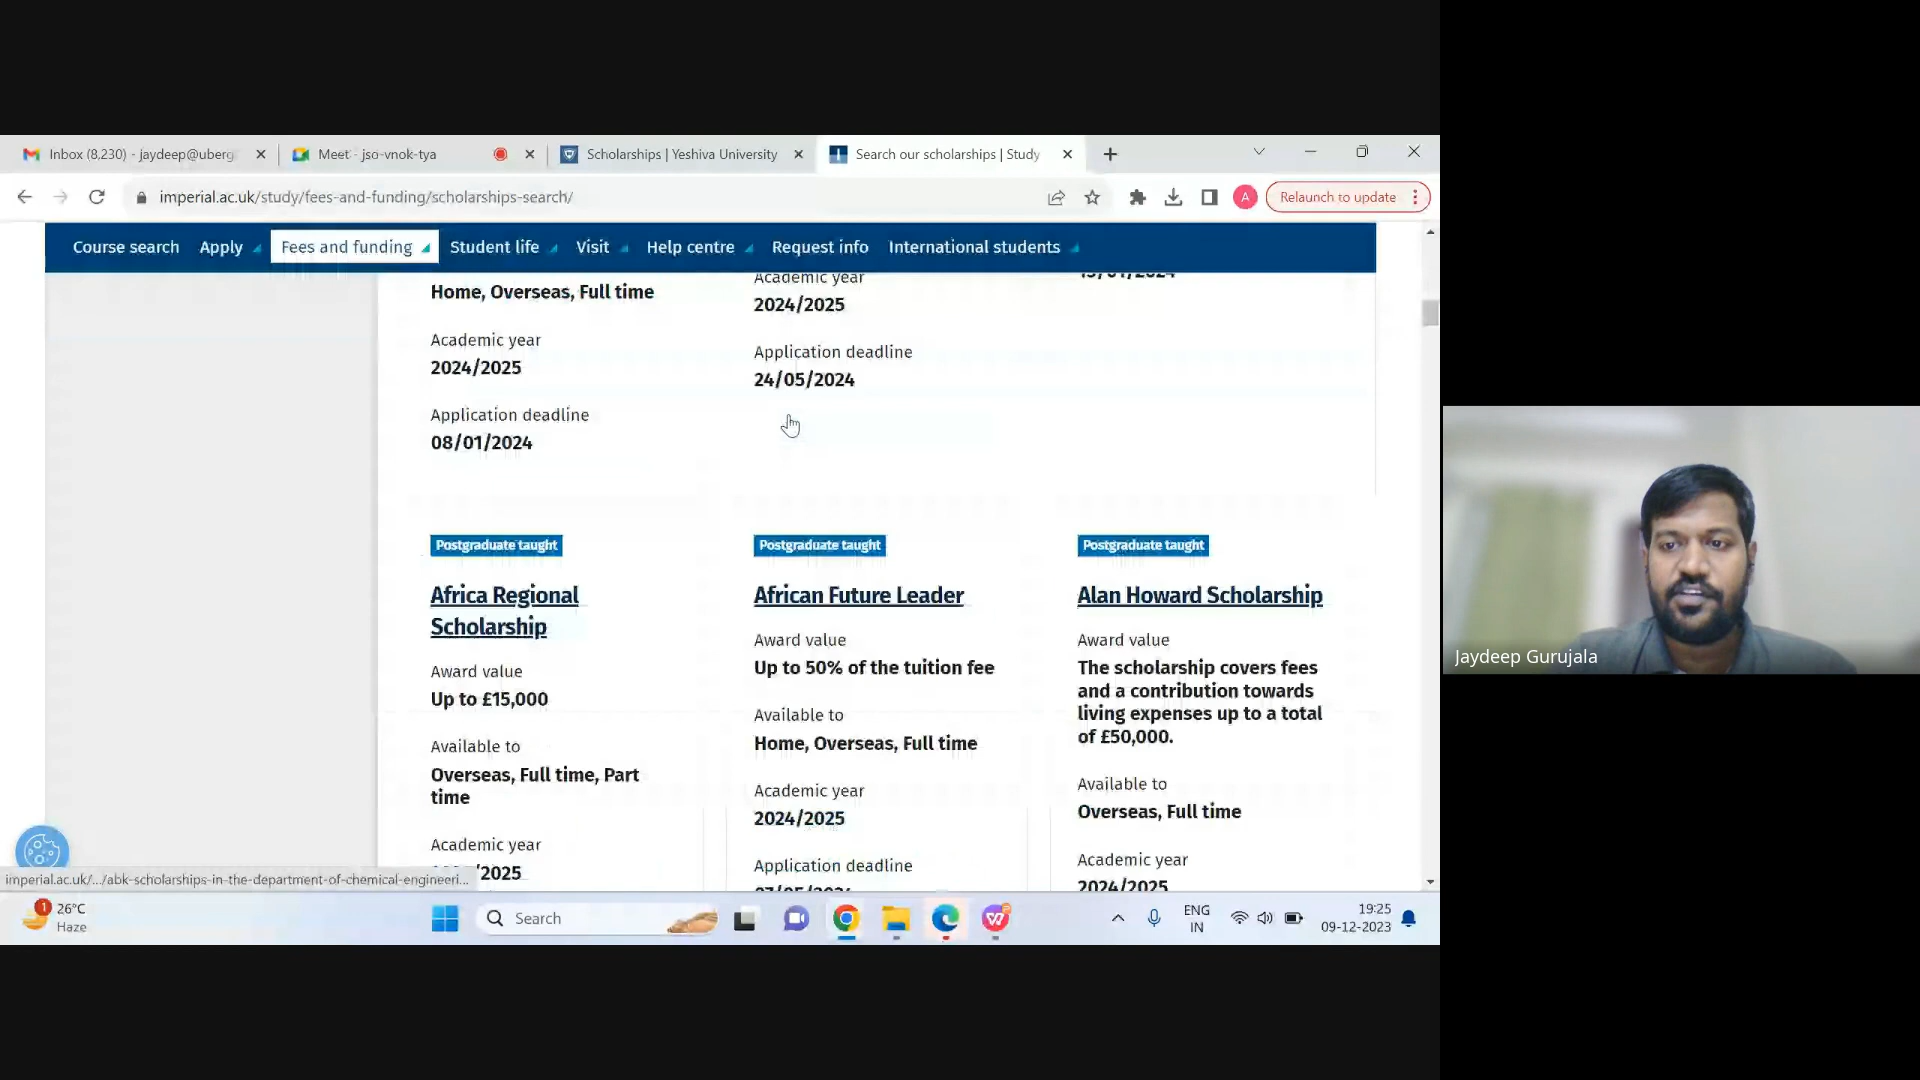 Inbox (8,230) - jaydeep@uberg
Meet - jso-vnok-tya
Scholarships | Yeshiva University
Search our scholarships | Study
imperial.ac.uk/study/fees-and-funding/scholarships-search/
A
Relaunch to update
Course search
Apply
Fees and funding
Student life
Visit
Help centre
Request info
International students
Home, Overseas, Full time
Academic year
2024/2025
Application deadline
08/01/2024
Academic year
2024/2025
Application deadline
24/05/2024
Postgraduate taught
Africa Regional
Scholarship
Award value
Up to £15,000
Available to
Overseas, Full time, Part
time
Academic year
/2025
Postgraduate taught
African Future Leader
Award value
Up to 50% of the tuition fee
Available to
Home, Overseas, Full time
Academic year
2024/2025
Application deadline
Postgraduate taught
Alan Howard Scholarship
Award value
The scholarship covers fees
and a contribution towards
living expenses up to a total
of £50,000.
Available to
Overseas, Full time
Academic year
2024/2025
imperial.ac.uk/.../abk-scholarships-in-the-department-of-chemical-engineeri...
1
26°C
Haze
Search
ENG
IN
19:25
09-12-2023
Jaydeep Gurujala